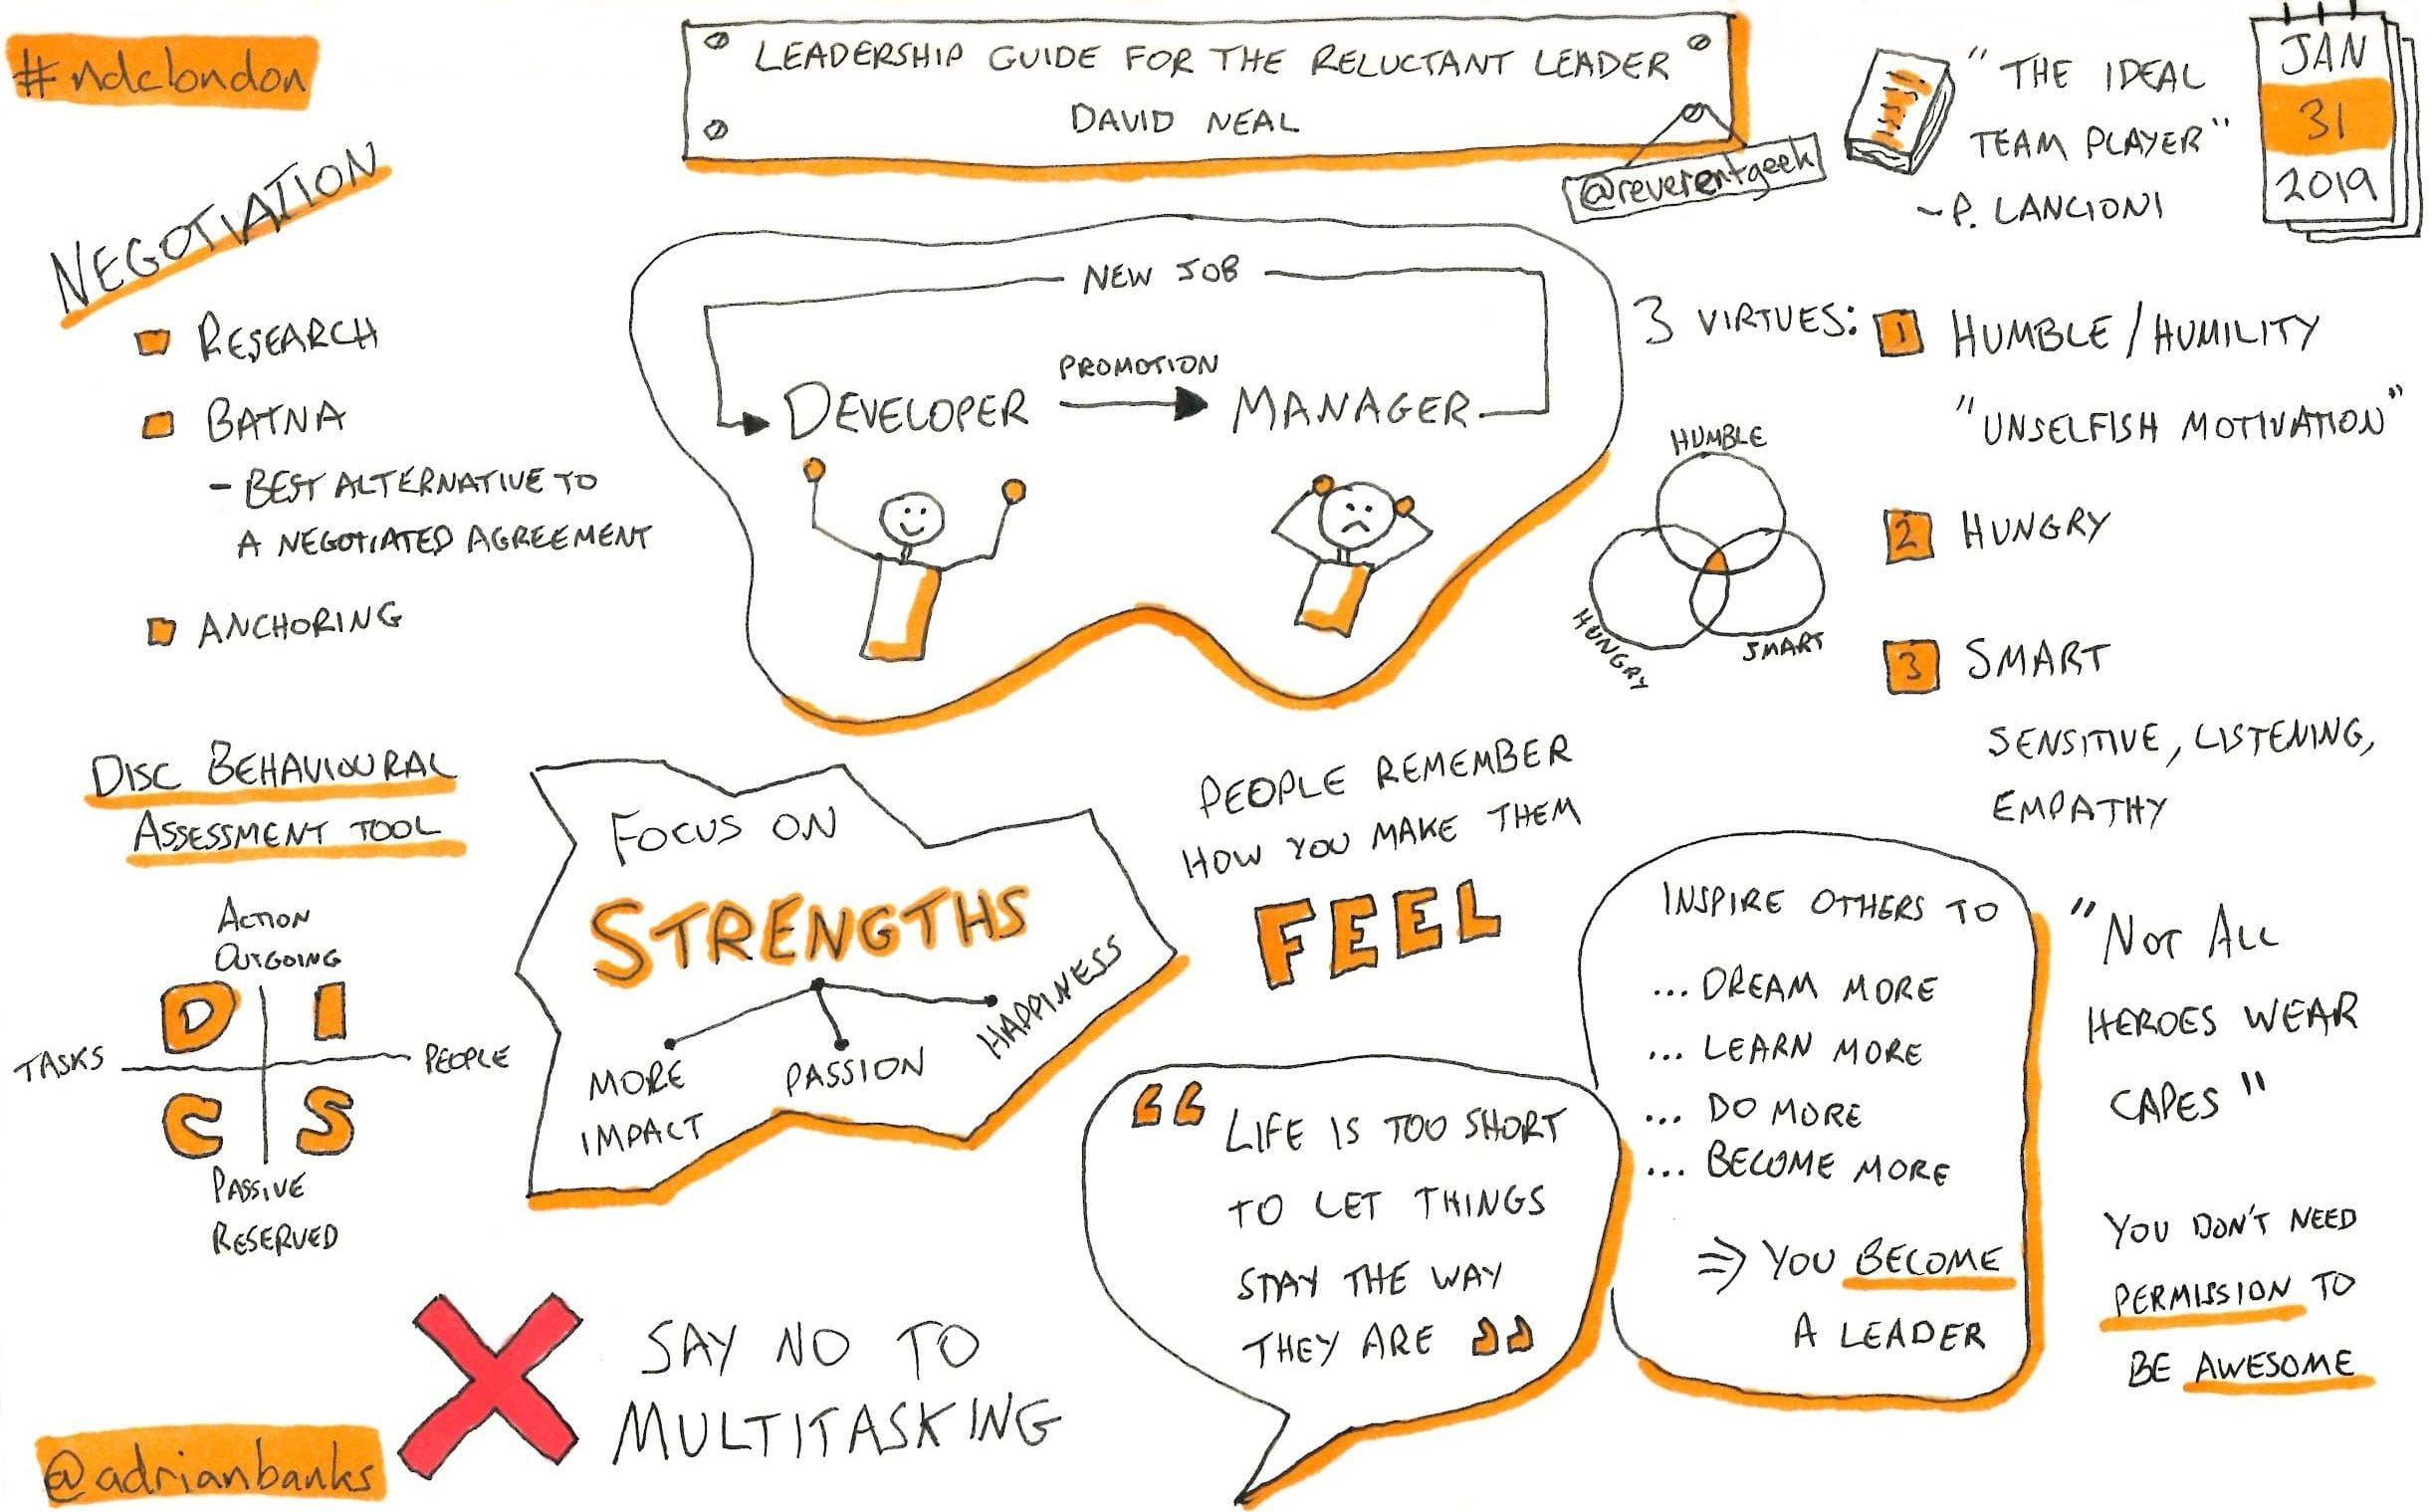 #ndclondon
LEADERSHIP GUIDE FOR THE RELUCTANT LEADER
DAVID NEAL
@reverentgeek
"THE IDEAL
TEAM PLAYER"
- P. LANCIONI
JAN
31
2019
NEGOTIATION
RESEARCH
BATNA
- BEST ALTERNATIVE TO
A NEGOTIATED AGREEMENT
ANCHORING
NEW JOB
PROMOTION
DEVELOPER
MANAGER
3 VIRTUES:
1 HUMBLE / HUMILITY
"UNSELFISH MOTIVATION"
2 HUNGRY
3 SMART
SENSITIVE, LISTENING,
EMPATHY
HUMBLE
HUNGRY
SMART
DISC BEHAVIOURAL
ASSESSMENT TOOL
ACTION
OUTGOING
D I
TASKS PEOPLE
C S
PASSIVE
RESERVED
FOCUS ON
STRENGTHS
MORE
IMPACT
PASSION
HAPPINESS
PEOPLE REMEMBER
HOW YOU MAKE THEM
FEEL
INSPIRE OTHERS TO
... DREAM MORE
... LEARN MORE
... DO MORE
... BECOME MORE
⇒ YOU BECOME
A LEADER
"NOT ALL
HEROES WEAR
CAPES"
YOU DON'T NEED
PERMISSION TO
BE AWESOME
“ LIFE IS TOO SHORT
TO LET THINGS
STAY THE WAY
THEY ARE ”
SAY NO TO
MULTITASKING
@adrianbanks